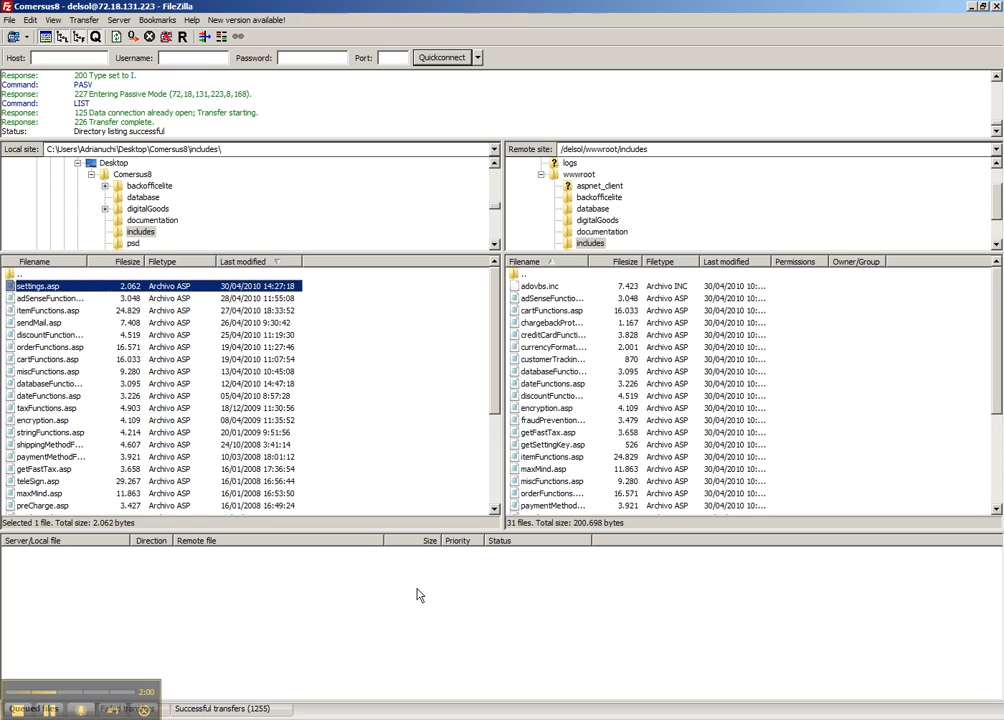 Comersus8 - delsol@72.18.131.223 - FileZilla
File Edit View Transfer Server Bookmarks Help New version available!
Host: Username: Password: Port: Quickconnect
Response: 200 Type set to I.
Command: PASV
Response: 227 Entering Passive Mode (72,18,131,223,8,168).
Command: LIST
Response: 125 Data connection already open; Transfer starting.
Response: 226 Transfer complete.
Status: Directory listing successful
Local site: C:\Users\Adrianuchi\Desktop\Comersus8\includes\
Desktop
Comersus8
backofficelite
database
digitalGoods
documentation
includes
psd
Remote site: /delsol/wwwroot/includes
logs
wwwroot
aspnet_client
backofficelite
database
digitalGoods
documentation
includes
Filename Filesize Filetype Last modified
..
settings.asp 2.062 Archivo ASP 30/04/2010 14:27:18
adSenseFunction... 3.048 Archivo ASP 28/04/2010 11:55:08
itemFunctions.asp 24.829 Archivo ASP 27/04/2010 18:33:52
sendMail.asp 7.408 Archivo ASP 26/04/2010 9:30:42
discountFunction... 4.519 Archivo ASP 25/04/2010 11:19:30
orderFunctions.asp 16.571 Archivo ASP 19/04/2010 11:27:46
cartFunctions.asp 16.033 Archivo ASP 19/04/2010 11:07:54
miscFunctions.asp 9.280 Archivo ASP 13/04/2010 10:45:08
databaseFunctio... 3.095 Archivo ASP 12/04/2010 14:47:18
dateFunctions.asp 3.226 Archivo ASP 05/04/2010 8:57:28
taxFunctions.asp 4.903 Archivo ASP 18/12/2009 11:30:56
encryption.asp 4.109 Archivo ASP 08/04/2009 11:35:52
stringFunctions.asp 4.214 Archivo ASP 20/01/2009 9:51:56
shippingMethodF... 4.607 Archivo ASP 24/10/2008 3:41:14
paymentMethodF... 3.921 Archivo ASP 10/03/2008 18:01:12
getFastTax.asp 3.658 Archivo ASP 16/01/2008 17:36:54
teleSign.asp 29.267 Archivo ASP 16/01/2008 16:56:44
maxMind.asp 11.863 Archivo ASP 16/01/2008 16:53:50
preCharge.asp 3.427 Archivo ASP 16/01/2008 16:49:24
Selected 1 file. Total size: 2.062 bytes
Filename Filesize Filetype Last modified Permissions Owner/Group
..
adovbs.inc 7.423 Archivo INC 30/04/2010 10:...
adSenseFunctio... 3.048 Archivo ASP 30/04/2010 10:...
cartFunctions.asp 16.033 Archivo ASP 30/04/2010 10:...
chargebackProt... 1.167 Archivo ASP 30/04/2010 10:...
creditCardFuncti... 3.828 Archivo ASP 30/04/2010 10:...
currencyFormat.... 2.001 Archivo ASP 30/04/2010 10:...
customerTrackin... 870 Archivo ASP 30/04/2010 10:...
databaseFunctio... 3.095 Archivo ASP 30/04/2010 10:...
dateFunctions.asp 3.226 Archivo ASP 30/04/2010 10:...
discountFunctio... 4.519 Archivo ASP 30/04/2010 10:...
encryption.asp 4.109 Archivo ASP 30/04/2010 10:...
fraudPrevention... 3.479 Archivo ASP 30/04/2010 10:...
getFastTax.asp 3.658 Archivo ASP 30/04/2010 10:...
getSettingKey.asp 526 Archivo ASP 30/04/2010 10:...
itemFunctions.asp 24.829 Archivo ASP 30/04/2010 10:...
maxMind.asp 11.863 Archivo ASP 30/04/2010 10:...
miscFunctions.asp 9.280 Archivo ASP 30/04/2010 10:...
orderFunctions.... 16.571 Archivo ASP 30/04/2010 10:...
paymentMethod... 3.921 Archivo ASP 30/04/2010 10:...
31 files. Total size: 200.698 bytes
Server/Local file Direction Remote file Size Priority Status
2:00
Queued files Failed transfers Successful transfers (1255)